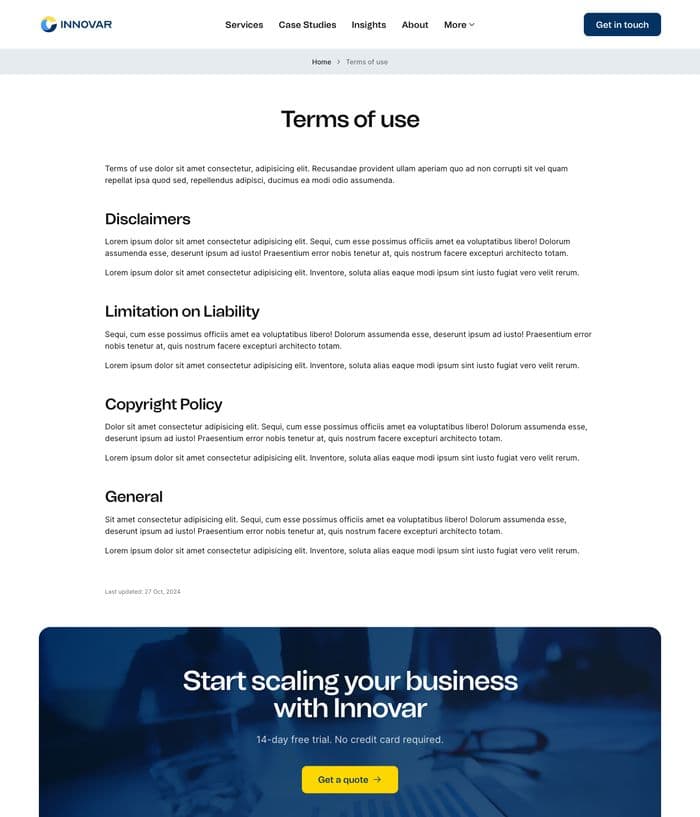 INNOVAR
Services Case Studies Insights About More
Get in touch
Home > Terms of use
Terms of use
Terms of use dolor sit amet consectetur, adipisicing elit. Recusandae provident ullam aperiam quo ad non corrupti sit vel quam
repellat ipsa quod sed, repellendus adipisci, ducimus ea modi odio assumenda.
Disclaimers
Lorem ipsum dolor sit amet consectetur adipisicing elit. Sequi, cum esse possimus officiis amet ea voluptatibus libero! Dolorum
assumenda esse, deserunt ipsum ad iusto! Praesentium error nobis tenetur at, quis nostrum facere excepturi architecto totam.
Lorem ipsum dolor sit amet consectetur adipisicing elit. Inventore, soluta alias eaque modi ipsum sint iusto fugiat vero velit rerum.
Limitation on Liability
Sequi, cum esse possimus officiis amet ea voluptatibus libero! Dolorum assumenda esse, deserunt ipsum ad iusto! Praesentium error
nobis tenetur at, quis nostrum facere excepturi architecto totam.
Lorem ipsum dolor sit amet consectetur adipisicing elit. Inventore, soluta alias eaque modi ipsum sint iusto fugiat vero velit rerum.
Copyright Policy
Dolor sit amet consectetur adipisicing elit. Sequi, cum esse possimus officiis amet ea voluptatibus libero! Dolorum assumenda esse,
deserunt ipsum ad iusto! Praesentium error nobis tenetur at, quis nostrum facere excepturi architecto totam.
Lorem ipsum dolor sit amet consectetur adipisicing elit. Inventore, soluta alias eaque modi ipsum sint iusto fugiat vero velit rerum.
General
Sit amet consectetur adipisicing elit. Sequi, cum esse possimus officiis amet ea voluptatibus libero! Dolorum assumenda esse,
deserunt ipsum ad iusto! Praesentium error nobis tenetur at, quis nostrum facere excepturi architecto totam.
Lorem ipsum dolor sit amet consectetur adipisicing elit. Inventore, soluta alias eaque modi ipsum sint iusto fugiat vero velit rerum.
Last updated: 27 Oct, 2024
Start scaling your business
with Innovar
14-day free trial. No credit card required.
Get a quote →